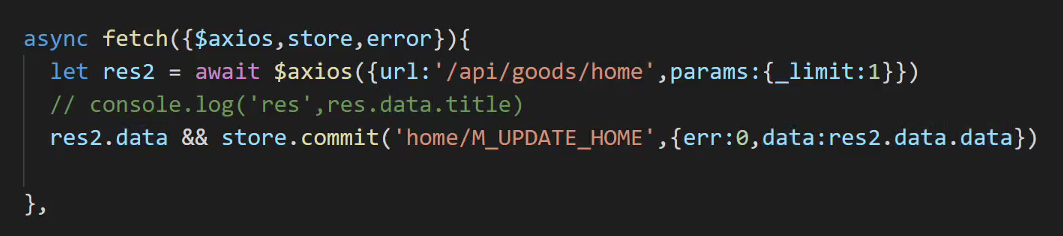 async fetch({$axios,store,error}){
let res2 = await $axios({url:'/api/goods/home',params:{_limit:1}})
// console.log('res',res.data.title)
res2.data && store.commit('home/M_UPDATE_HOME',{err:0,data:res2.data.data})
},